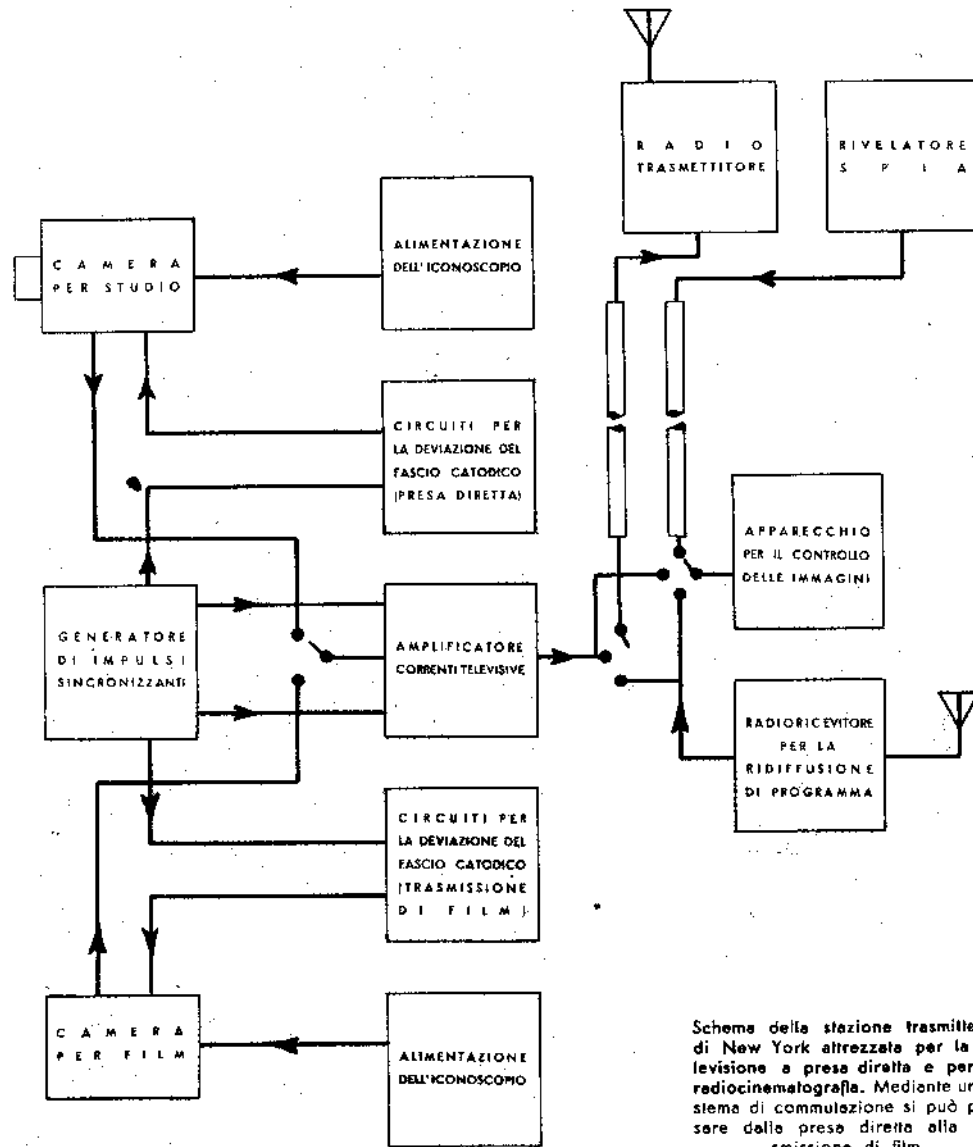 RADIO
TRASMETTITORE
RIVELATORE
SPIA
CAMERA
PER STUDIO
ALIMENTAZIONE
DELL'ICONOSCOPIO
CIRCUITI PER
LA DEVIAZIONE DEL
FASCIO CATODICO
(PRESA DIRETTA)
APPARECCHIO
PER IL CONTROLLO
DELLE IMMAGINI
GENERATORE
DI IMPULSI
SINCRONIZZANTI
AMPLIFICATORE
CORRENTI TELEVISIVE
RADIORICEVITORE
PER LA
RIDIFFUSIONE
DI PROGRAMMA
CIRCUITI PER
LA DEVIAZIONE DEL
FASCIO CATODICO
(TRASMISSIONE
DI FILM)
CAMERA
PER FILM
ALIMENTAZIONE
DELL'ICONOSCOPIO
Schema della stazione trasmitte
di New York attrezzata per la
levisione a presa diretta e per
radiocinematografia. Mediante un
stema di commutazione si può p
sare dalla presa diretta alla
smissione di film